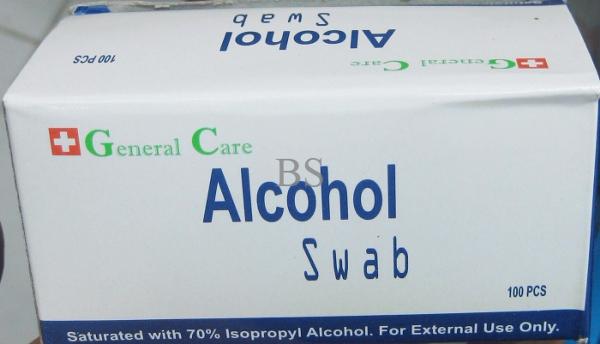 Alcohol
Swab
100 PCS
General Care
General Care
BS
Alcohol
Swab
100 PCS
Saturated with 70% Isopropyl Alcohol. For External Use Only.